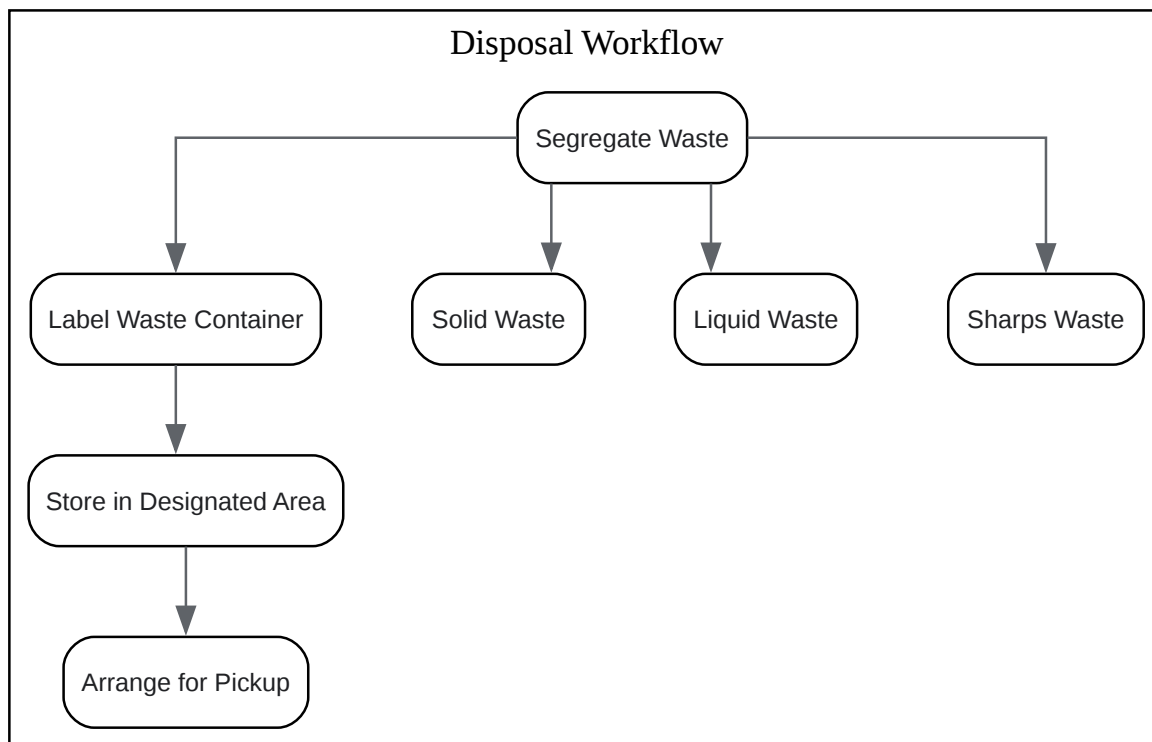 Disposal Workflow
Segregate Waste
Label Waste Container
Solid Waste
Liquid Waste
Sharps Waste
Store in Designated Area
Arrange for Pickup